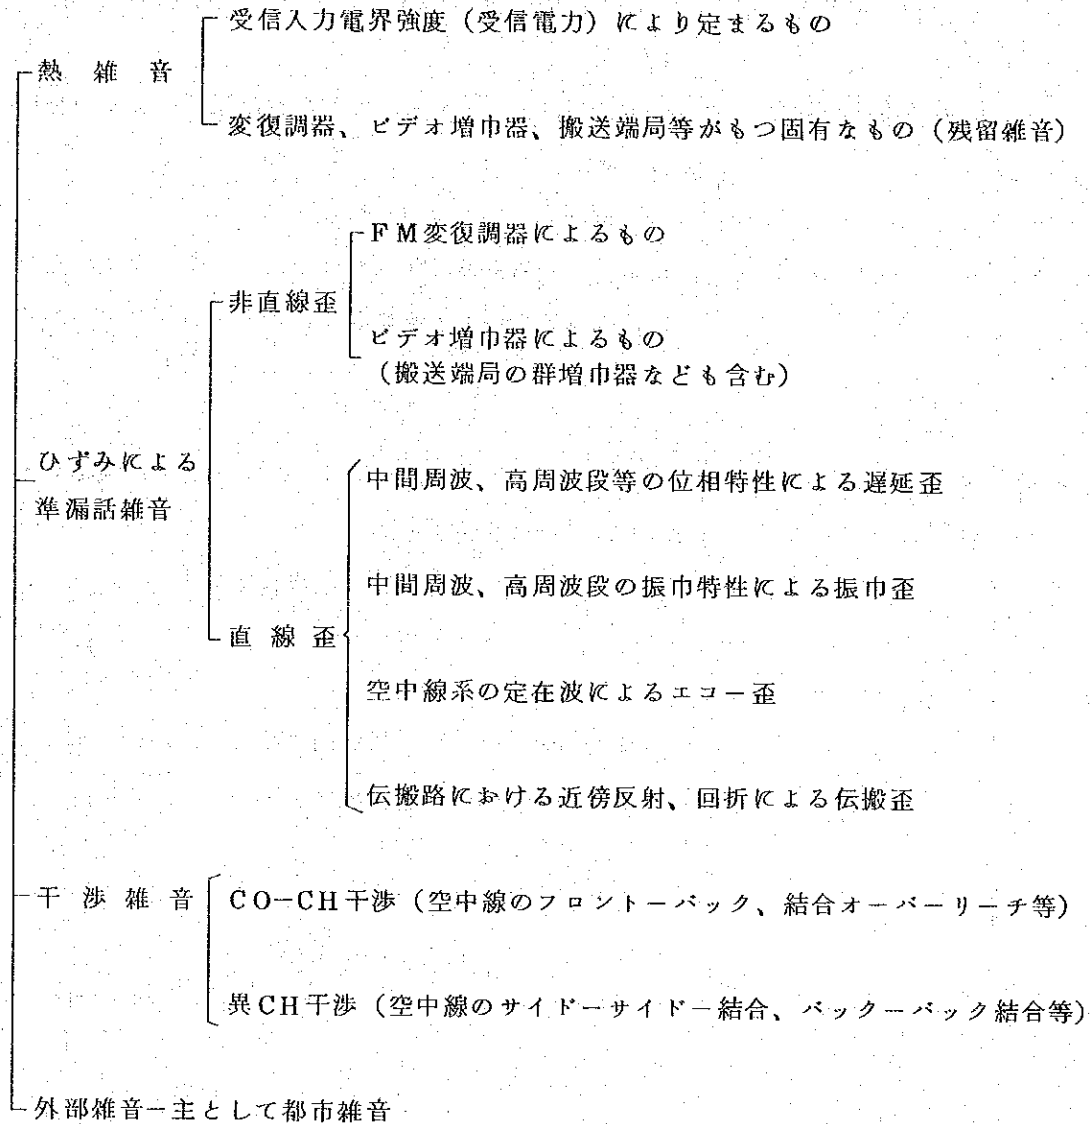 受信入力電界強度（受信電力）により定まるもの
熱雑音
変復調器、ビデオ増巾器、搬送端局等がもつ固有なもの（残留雑音）
FM変復調器によるもの
非直線歪
ビデオ増巾器によるもの
（搬送端局の群増巾器なども含む）
ひずみによる
準漏話雑音
中間周波、高周波段等の位相特性による遅延歪
中間周波、高周波段の振巾特性による振巾歪
直線歪
空中線系の定在波によるエコー歪
伝搬路における近傍反射、回折による伝搬歪
干渉雑音
CO－CH干渉（空中線のフロント－バック、結合オーバーリーチ等）
異CH干渉（空中線のサイド－サイド－結合、バック－バック結合等）
外部雑音－主として都市雑音